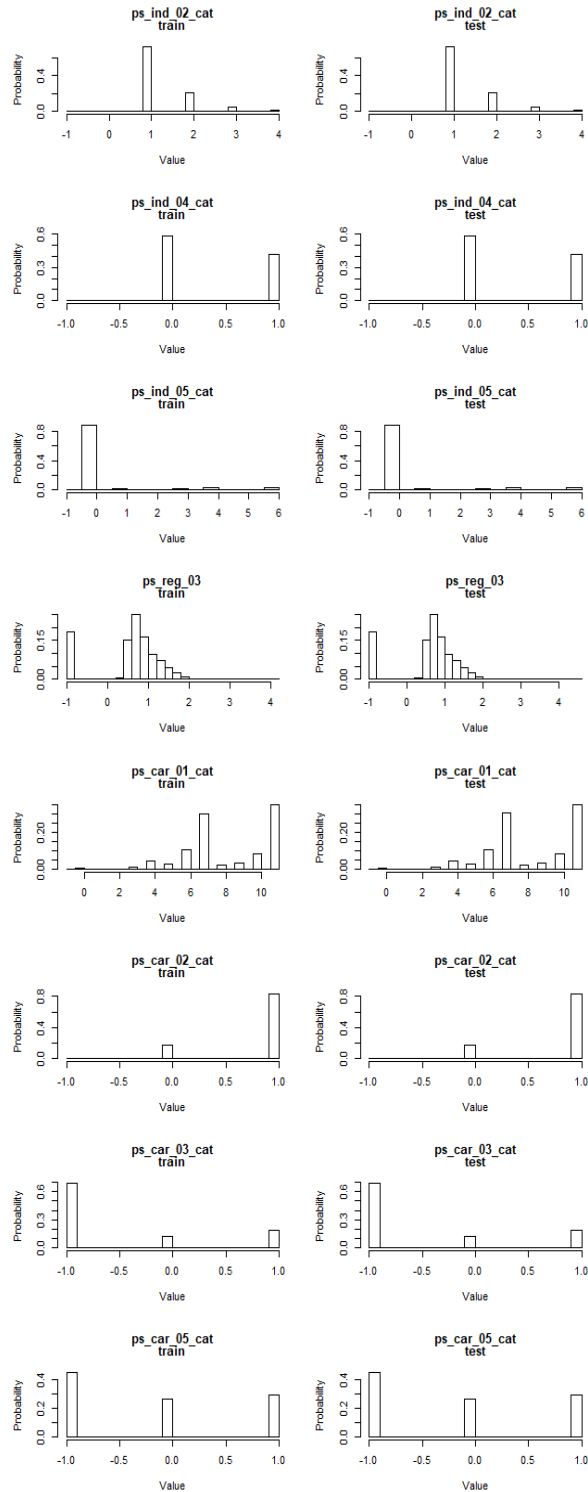 ps_ind_02_cat
train
Probability
0.0 0.4
-1 0 1 2 3 4
Value
ps_ind_02_cat
test
Probability
0.0 0.4
-1 0 1 2 3 4
Value
ps_ind_04_cat
train
Probability
0.0 0.3 0.6
-1.0 -0.5 0.0 0.5 1.0
Value
ps_ind_04_cat
test
Probability
0.0 0.3 0.6
-1.0 -0.5 0.0 0.5 1.0
Value
ps_ind_05_cat
train
Probability
0.0 0.4 0.8
-1 0 1 2 3 4 5 6
Value
ps_ind_05_cat
test
Probability
0.0 0.4 0.8
-1 0 1 2 3 4 5 6
Value
ps_reg_03
train
Probability
0.00 0.15
-1 0 1 2 3 4
Value
ps_reg_03
test
Probability
0.00 0.15
-1 0 1 2 3 4
Value
ps_car_01_cat
train
Probability
0.00 0.20
0 2 4 6 8 10
Value
ps_car_01_cat
test
Probability
0.00 0.20
0 2 4 6 8 10
Value
ps_car_02_cat
train
Probability
0.0 0.4 0.8
-1.0 -0.5 0.0 0.5 1.0
Value
ps_car_02_cat
test
Probability
0.0 0.4 0.8
-1.0 -0.5 0.0 0.5 1.0
Value
ps_car_03_cat
train
Probability
0.0 0.3 0.6
-1.0 -0.5 0.0 0.5 1.0
Value
ps_car_03_cat
test
Probability
0.0 0.3 0.6
-1.0 -0.5 0.0 0.5 1.0
Value
ps_car_05_cat
train
Probability
0.0 0.2 0.4
-1.0 -0.5 0.0 0.5 1.0
Value
ps_car_05_cat
test
Probability
0.0 0.2 0.4
-1.0 -0.5 0.0 0.5 1.0
Value